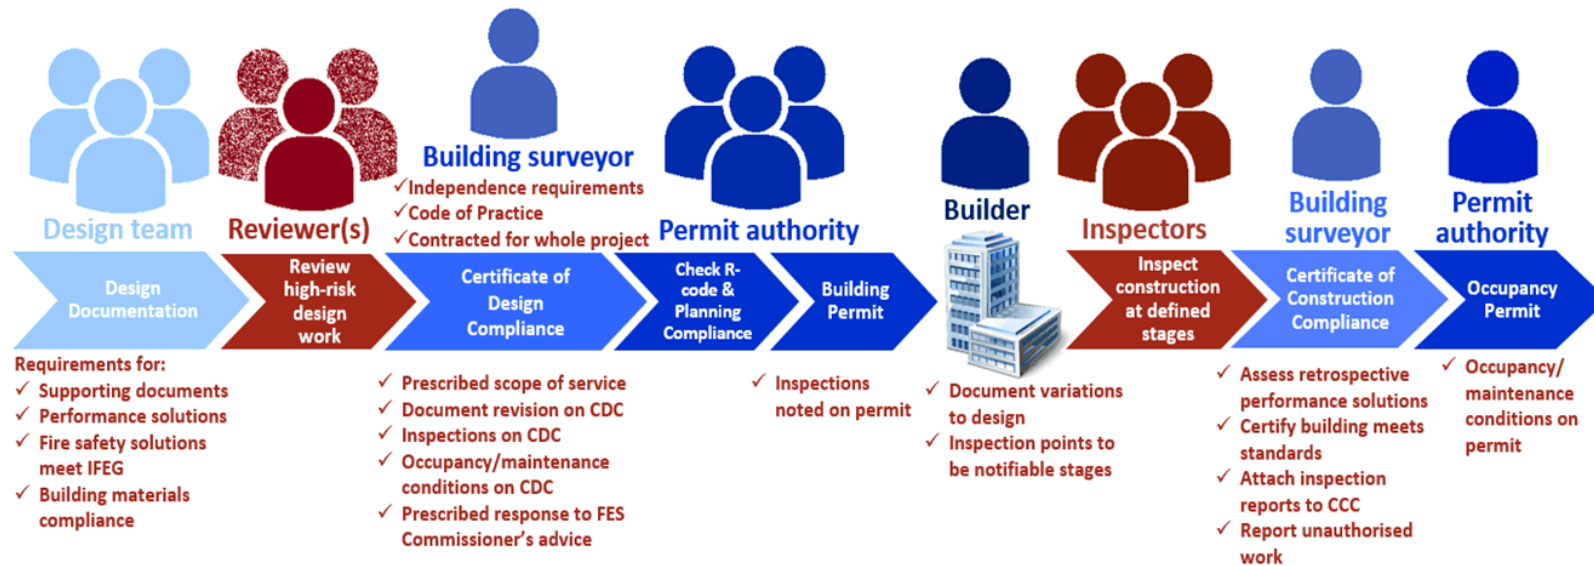 Design team
Reviewer(s)
Building surveyor
✓Independence requirements
✓Code of Practice
✓Contracted for whole project
Permit authority
Builder
Inspectors
Building
surveyor
Permit
authority
Design
Documentation
Review
high-risk
design
work
Certificate of
Design
Compliance
Check R-
code &
Planning
Compliance
Building
Permit
Inspect
construction
at defined
stages
Certificate of
Construction
Compliance
Occupancy
Permit
Requirements for:
✓ Supporting documents
✓ Performance solutions
✓ Fire safety solutions
meet IFEG
✓ Building materials
compliance
✓ Prescribed scope of service
✓ Document revision on CDC
✓ Inspections on CDC
✓ Occupancy/maintenance
conditions on CDC
✓ Prescribed response to FES
Commissioner's advice
✓ Inspections
noted on permit
✓ Document variations
to design
✓ Inspection points to
be notifiable stages
✓ Assess retrospective
performance solutions
✓ Certify building meets
standards
✓ Attach inspection
reports to CCC
✓ Report unauthorised
work
✓ Occupancy/
maintenance
conditions on
permit